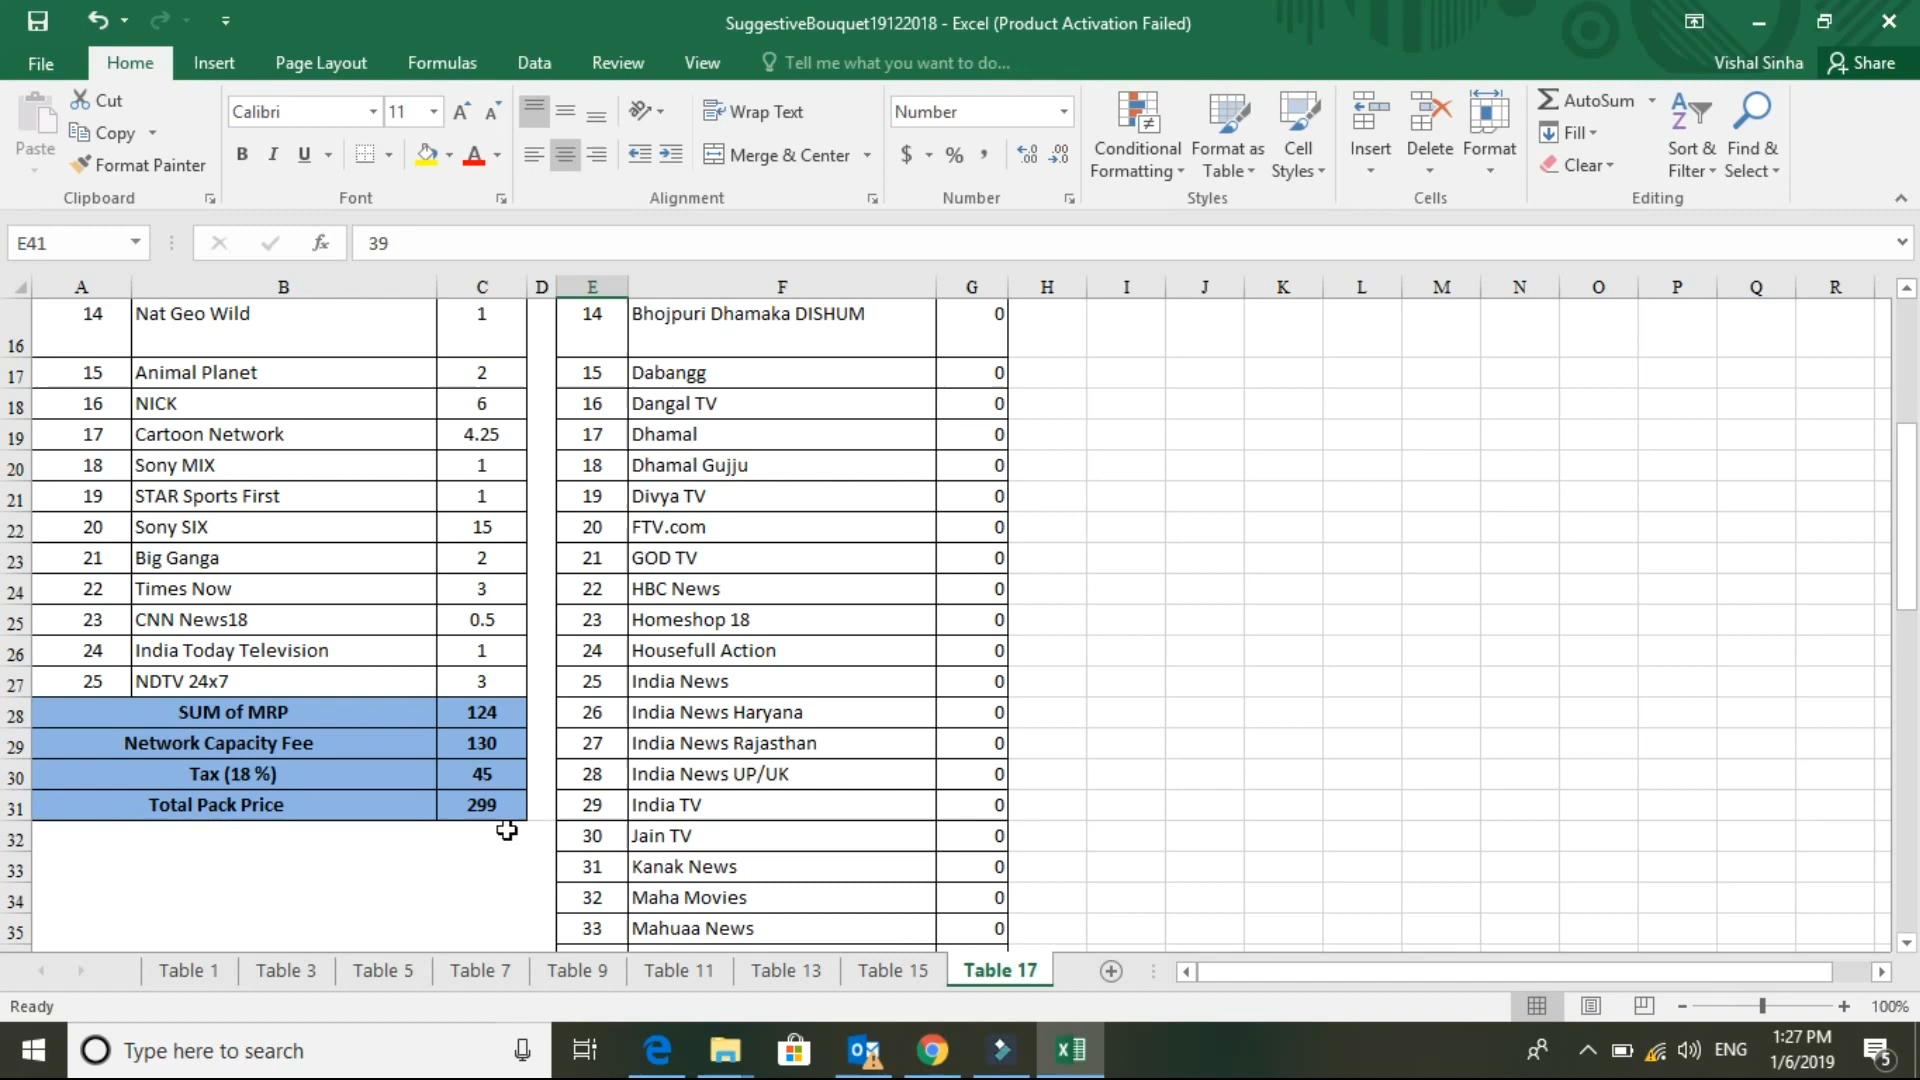 SuggestiveBouquet19122018 - Excel (Product Activation Failed)
File Home Insert Page Layout Formulas Data Review View Tell me what you want to do... Vishal Sinha Share
Paste Cut Copy Format Painter Clipboard
Calibri 11 B I U A Font
Wrap Text Merge & Center Alignment
Number $ % , Number
Conditional Formatting Format as Table Cell Styles Styles
Insert Delete Format Cells
AutoSum Fill Clear Sort & Filter Find & Select Editing
E41 fx 39
A B C D E F G H I J K L M N O P Q R
16 14 Nat Geo Wild 1 14 Bhojpuri Dhamaka DISHUM 0
17 15 Animal Planet 2 15 Dabangg 0
18 16 NICK 6 16 Dangal TV 0
19 17 Cartoon Network 4.25 17 Dhamal 0
20 18 Sony MIX 1 18 Dhamal Gujju 0
21 19 STAR Sports First 1 19 Divya TV 0
22 20 Sony SIX 15 20 FTV.com 0
23 21 Big Ganga 2 21 GOD TV 0
24 22 Times Now 3 22 HBC News 0
25 23 CNN News18 0.5 23 Homeshop 18 0
26 24 India Today Television 1 24 Housefull Action 0
27 25 NDTV 24x7 3 25 India News 0
28 SUM of MRP 124 26 India News Haryana 0
29 Network Capacity Fee 130 27 India News Rajasthan 0
30 Tax (18 %) 45 28 India News UP/UK 0
31 Total Pack Price 299 29 India TV 0
32 30 Jain TV 0
33 31 Kanak News 0
34 32 Maha Movies 0
35 33 Mahuaa News 0
Table 1 Table 3 Table 5 Table 7 Table 9 Table 11 Table 13 Table 15 Table 17
Ready 100%
Type here to search ENG 1:27 PM
1/6/2019 5